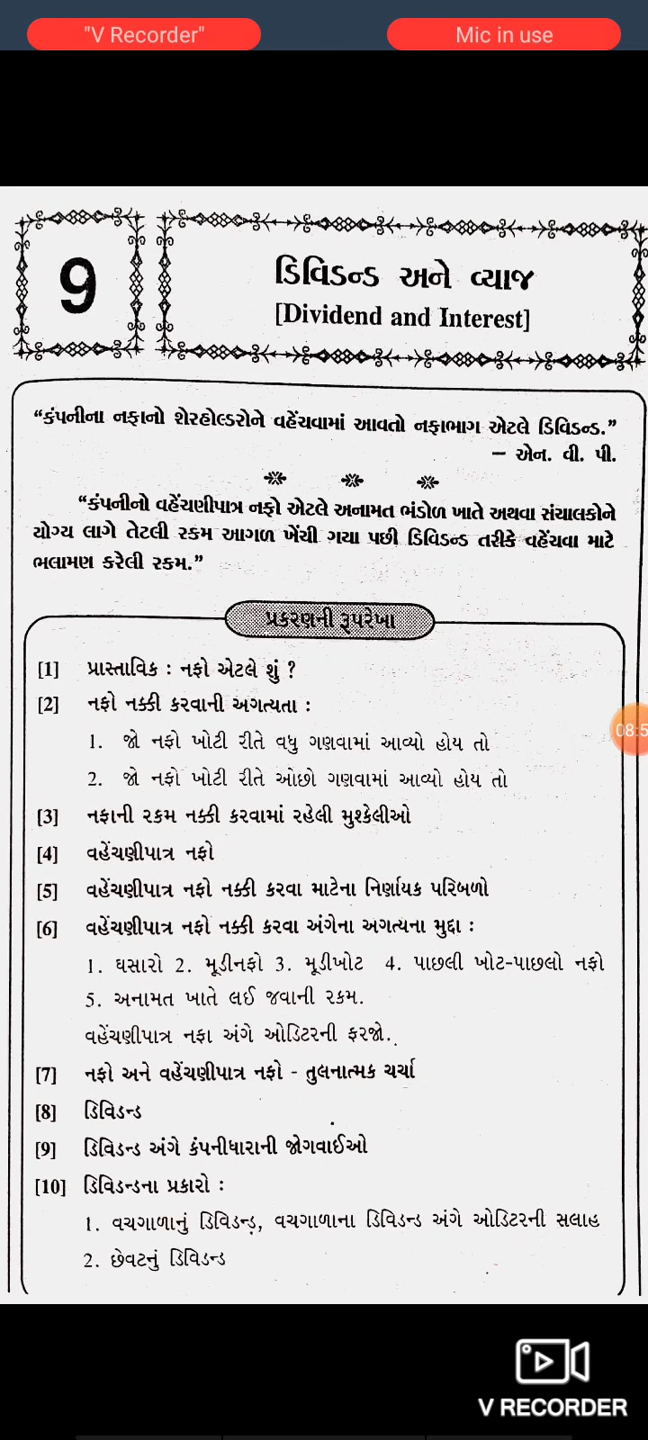 "V Recorder"
Mic in use
9
ડિવિડન્ડ અને વ્યાજ
[Dividend and Interest]
“કંપનીના નફાનો શેરહોલ્ડરોને વહેંચવામાં આવતો નફાભાગ એટલે ડિવિડન્ડ.”
– એન. વી. પી.
“કંપનીનો વહેંચણીપાત્ર નફો એટલે અનામત ભંડોળ ખાતે અથવા સંચાલકોને
યોગ્ય લાગે તેટલી રકમ આગળ ખેંચી ગયા પછી ડિવિડન્ડ તરીકે વહેંચવા માટે
ભલામણ કરેલી રકમ.”
પ્રકરણની રૂપરેખા
[1] પ્રાસ્તાવિક : નફો એટલે શું ?
[2] નફો નક્કી કરવાની અગત્યતા :
1. જો નફો ખોટી રીતે વધુ ગણવામાં આવ્યો હોય તો
08:5
2. જો નફો ખોટી રીતે ઓછો ગણવામાં આવ્યો હોય તો
[3] નફાની રકમ નક્કી કરવામાં રહેલી મુશ્કેલીઓ
[4] વહેંચણીપાત્ર નફો
[5] વહેંચણીપાત્ર નફો નક્કી કરવા માટેના નિર્ણાયક પરિબળો
[6] વહેંચણીપાત્ર નફો નક્કી કરવા અંગેના અગત્યના મુદ્દા :
1. ઘસારો 2. મૂડીનફો 3. મૂડીખોટ 4. પાછલી ખોટ-પાછલો નફો
5. અનામત ખાતે લઈ જવાની રકમ.
વહેંચણીપાત્ર નફા અંગે ઓડિટરની ફરજો.
[7] નફો અને વહેંચણીપાત્ર નફો - તુલનાત્મક ચર્ચા
[8] ડિવિડન્ડ
[9] ડિવિડન્ડ અંગે કંપનીધારાની જોગવાઈઓ
[10] ડિવિડન્ડના પ્રકારો :
1. વચગાળાનું ડિવિડન્ડ, વચગાળાના ડિવિડન્ડ અંગે ઓડિટરની સલાહ
2. છેવટનું ડિવિડન્ડ
V RECORDER